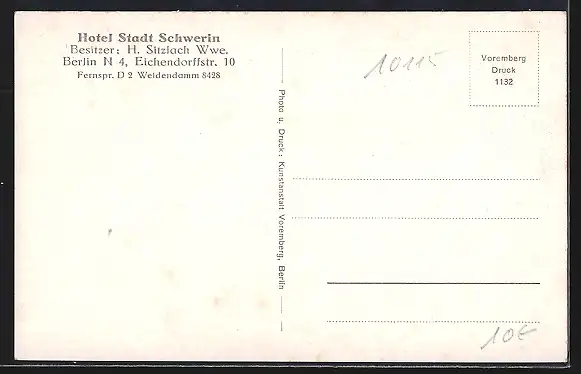 Hotel Stadt Schwerin
Besitzer: H. Sitzlach Wwe.
Berlin N 4, Eichendorffstr. 10
Fernspr. D 2 Weidendamm 8428
10115
Voremberg
Druck
1132
Photo u. Druck: Kunstanstalt Voremberg, Berlin
10€